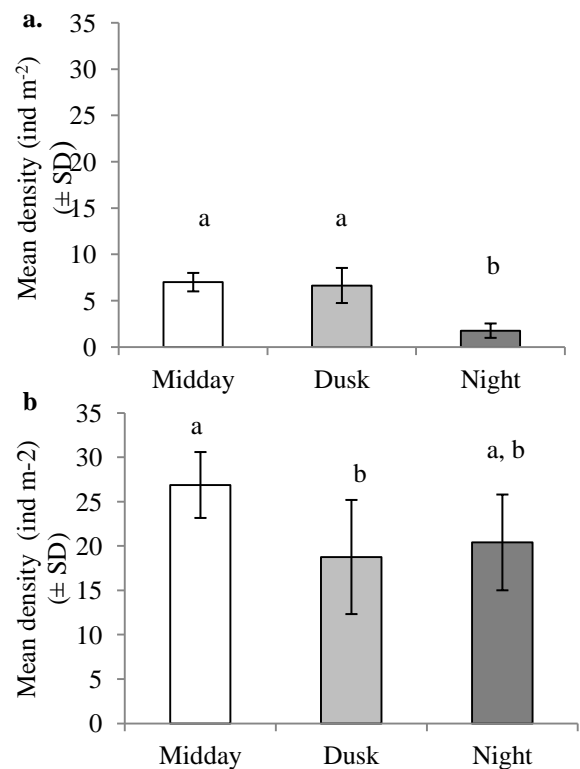 a.
Mean density (ind m⁻²)
(± SD)
35
30
25
20
15
10
5
0
a
a
b
Midday
Dusk
Night
b
Mean density (ind m-2)
(± SD)
35
30
25
20
15
10
5
0
a
b
a, b
Midday
Dusk
Night